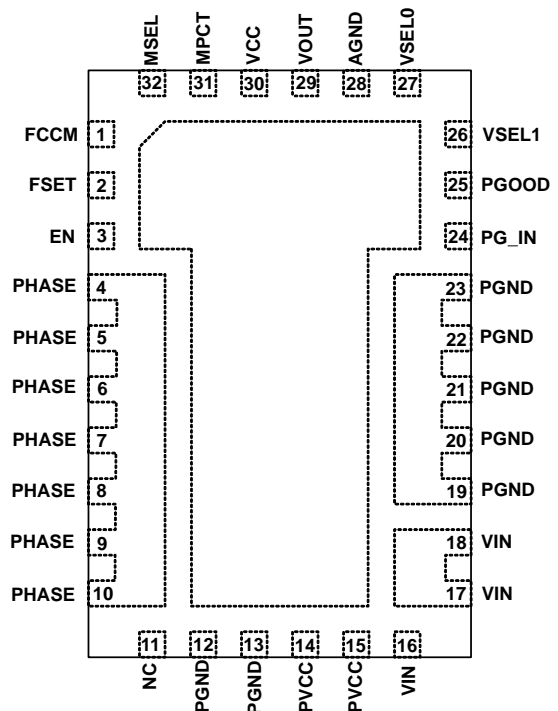 MSEL MPCT VCC VOUT AGND VSEL0
32 31 30 29 28 27
FCCM 1 26 VSEL1
FSET 2 25 PGOOD
EN 3 24 PG_IN
PHASE 4 23 PGND
PHASE 5 22 PGND
PHASE 6 21 PGND
PHASE 7 20 PGND
PHASE 8 19 PGND
PHASE 9 18 VIN
PHASE 10 17 VIN
11 12 13 14 15 16
NC PGND PGND PVCC PVCC VIN